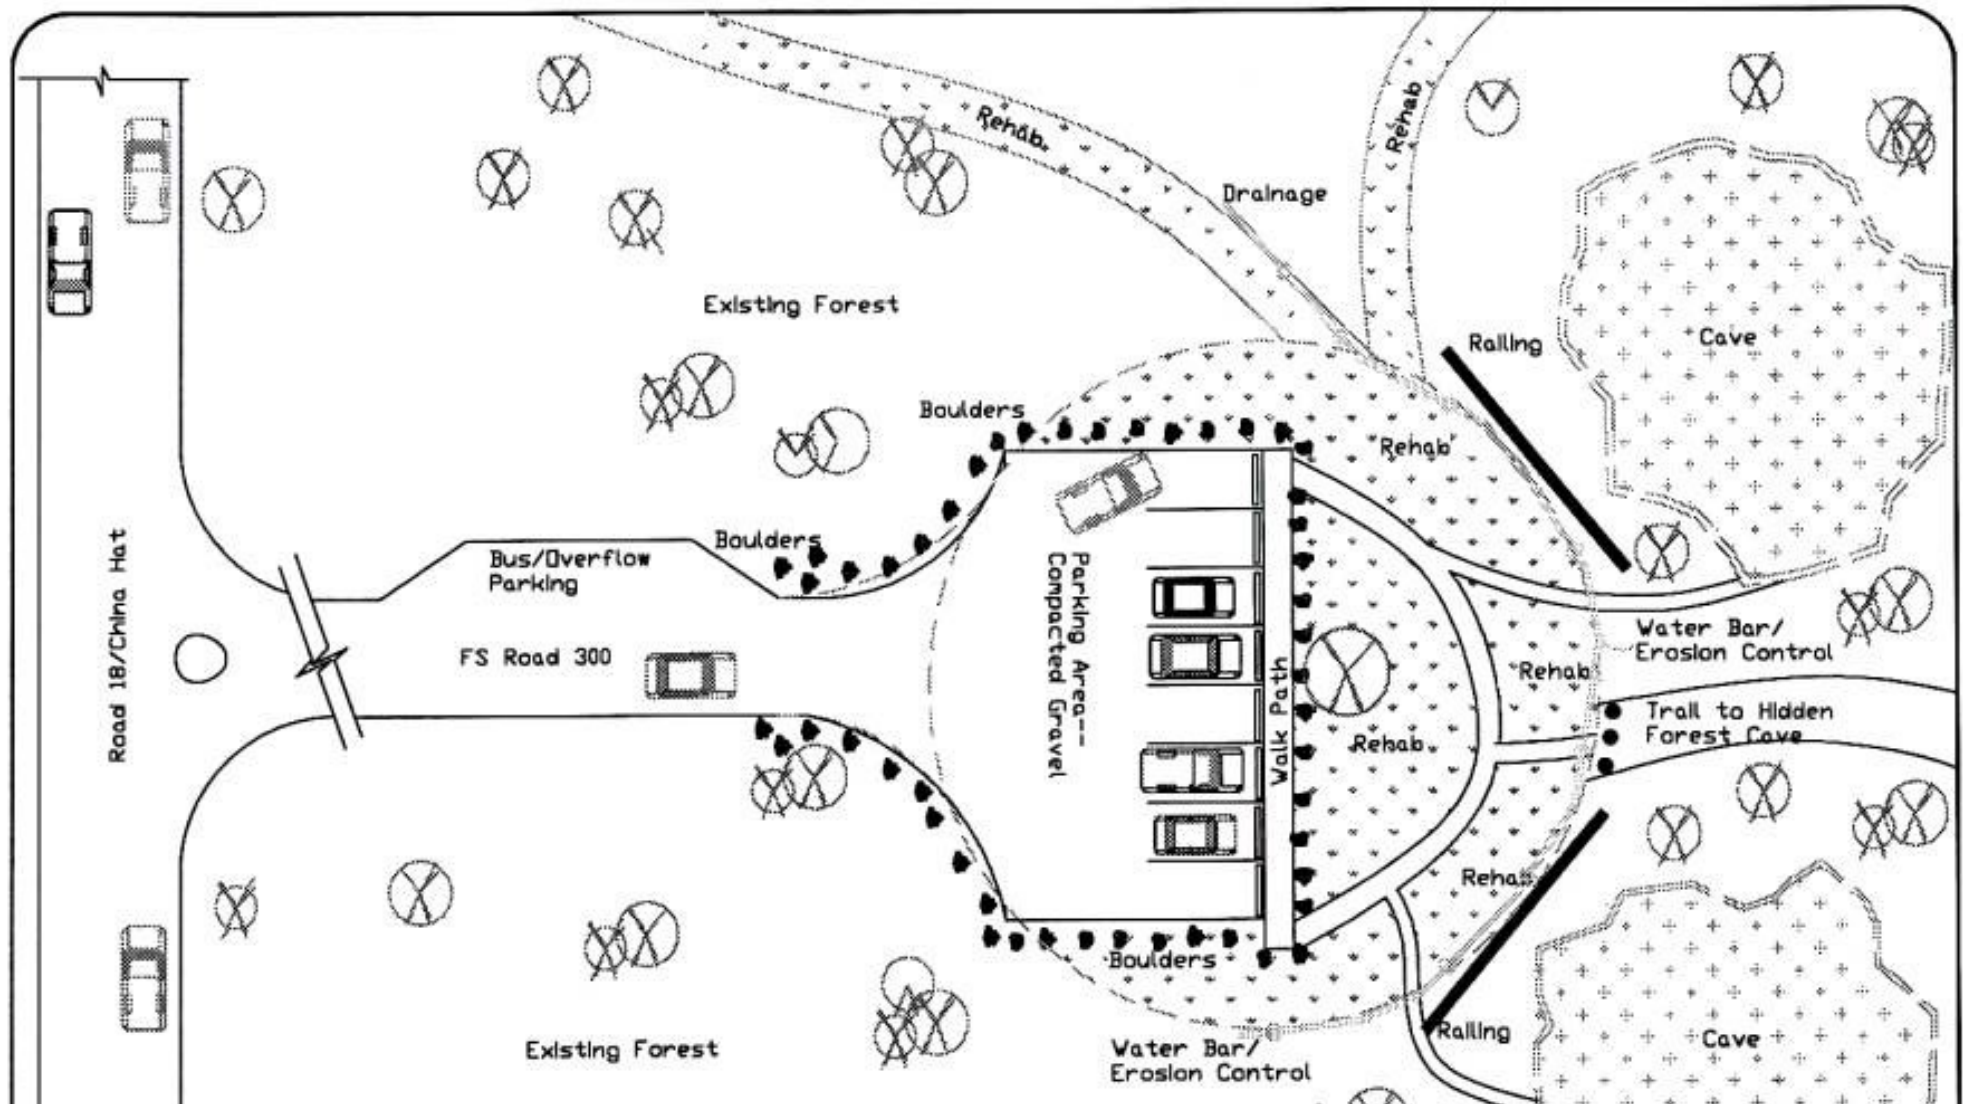 Rehab
Rehab
Drainage
Existing Forest
Railing
Cave
Boulders
Rehab
Boulders
Bus/Overflow
Parking
Parking Area--
Compacted Gravel
Road 18/China Hat
FS Road 300
Water Bar/
Erosion Control
Rehab
Walk Path
Trail to Hidden
Forest Cave
Rehab
Rehab
Boulders
Existing Forest
Water Bar/
Erosion Control
Railing
Cave